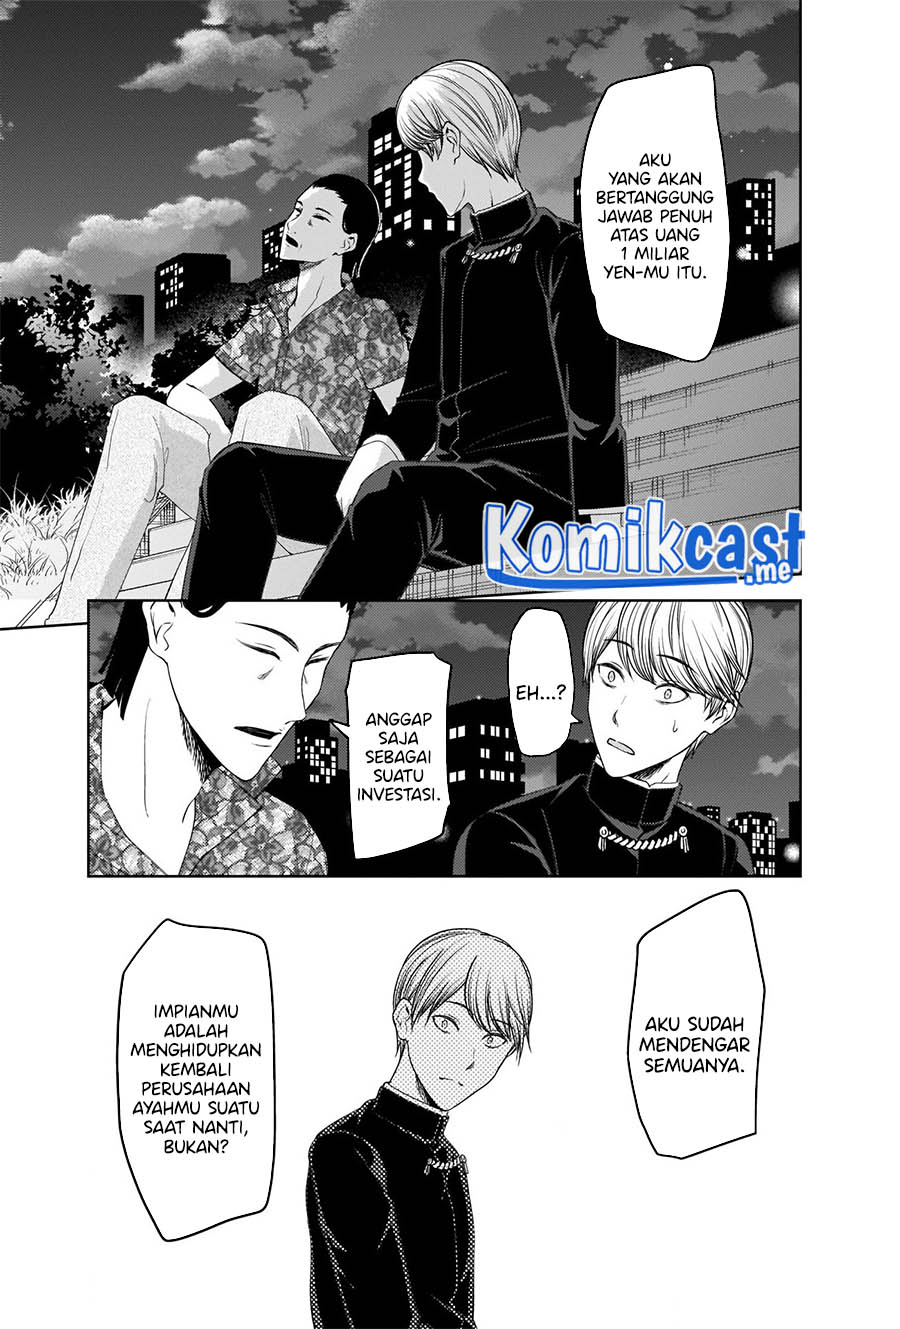 AKU
YANG AKAN
BERTANGGUNG
JAWAB PENUH
ATAS UANG
1 MILIAR
YEN-MU ITU.
Komikcast
.me
EH...?
ANGGAP
SAJA
SEBAGAI
SUATU
INVESTASI.
AKU SUDAH
MENDENGAR
SEMUANYA.
IMPIANMU
ADALAH
MENGHIDUPKAN
KEMBALI
PERUSAHAAN
AYAHMU SUATU
SAAT NANTI,
BUKAN?